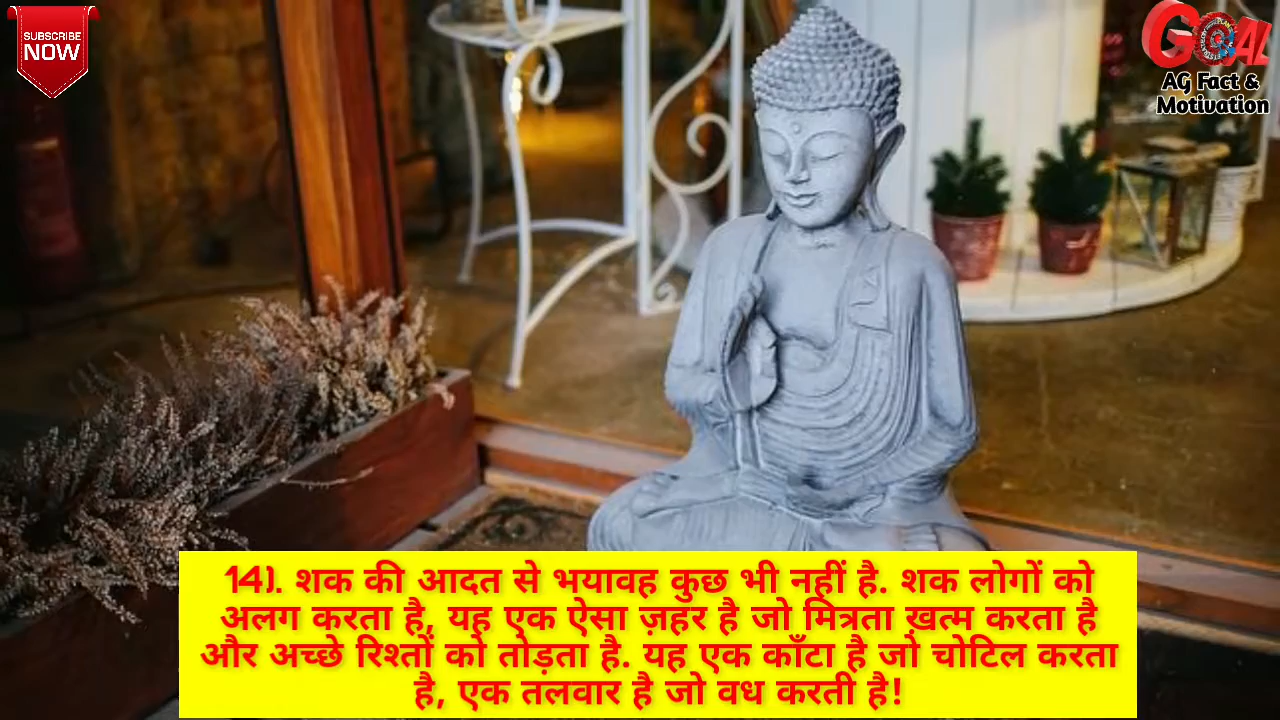 SUBSCRIBE
NOW
GOAL
AG Fact &
Motivation
14). शक की आदत से भयावह कुछ भी नहीं है. शक लोगों को
अलग करता है, यह एक ऐसा ज़हर है जो मित्रता ख़त्म करता है
और अच्छे रिश्तों को तोड़ता है. यह एक काँटा है जो चोटिल करता
है, एक तलवार है जो वध करती है!